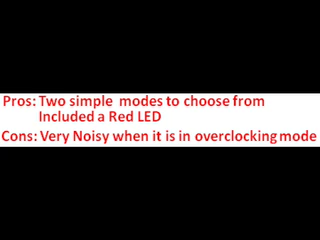 Pros: Two simple modes to choose from
Included a Red LED
Cons: Very Noisy when it is in overclocking mode